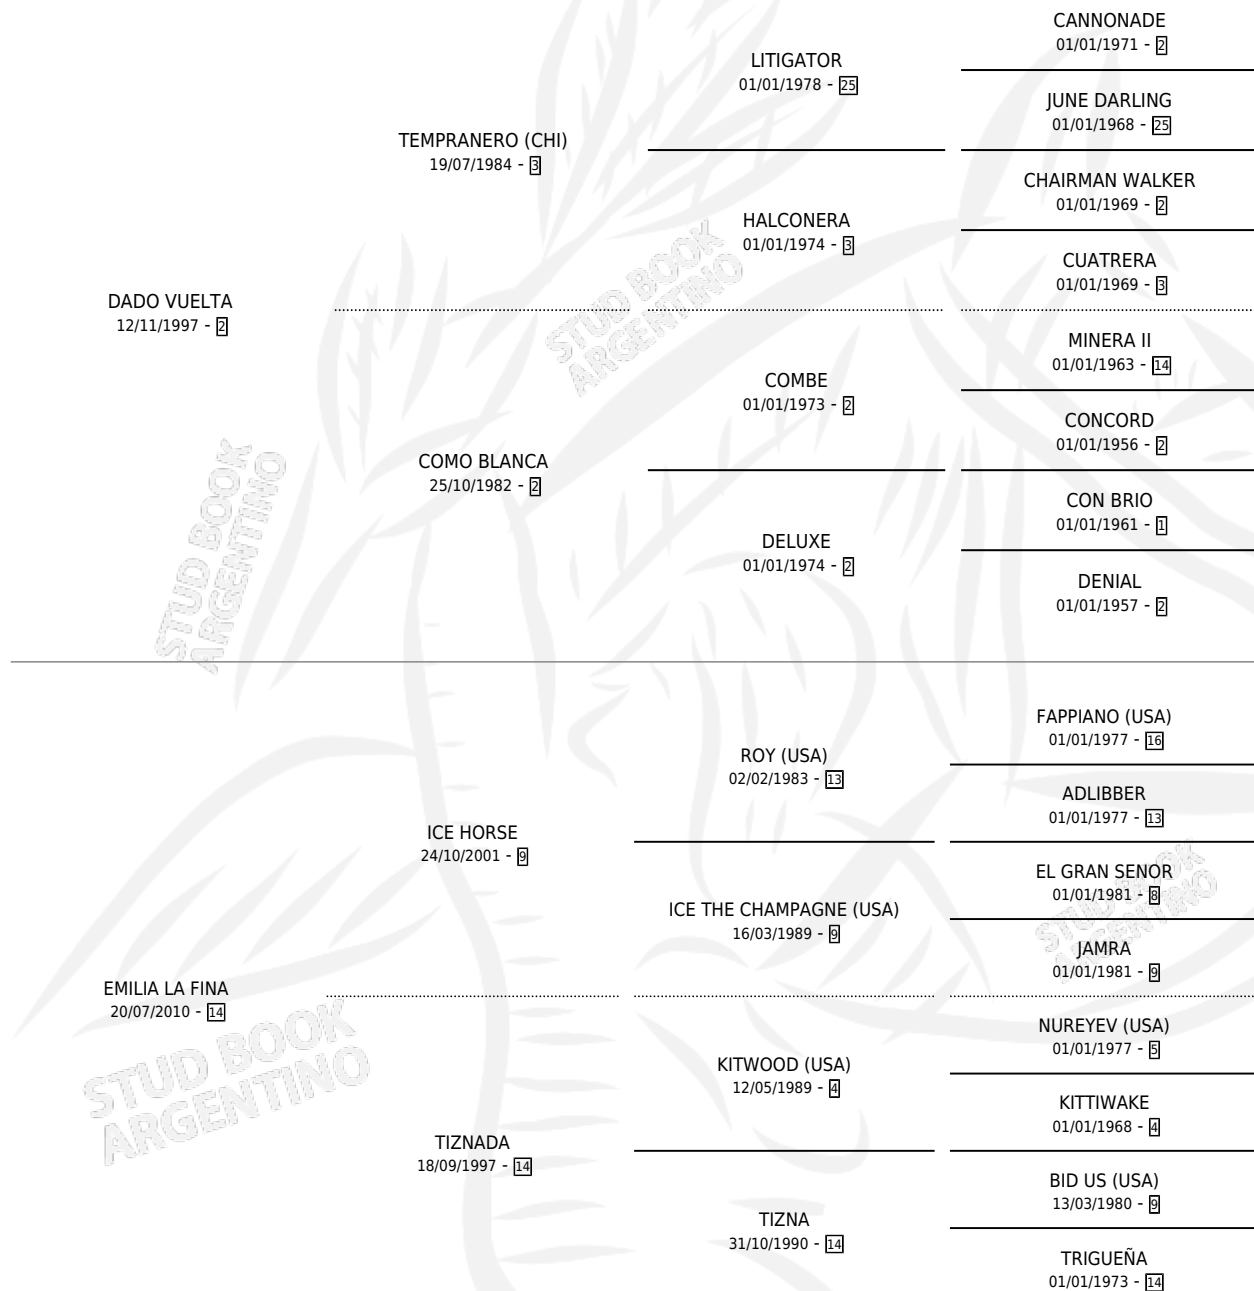 CANNONADE
01/01/1971 - 2
LITIGATOR
01/01/1978 - 25
JUNE DARLING
01/01/1968 - 25
TEMPRANERO (CHI)
19/07/1984 - 3
CHAIRMAN WALKER
01/01/1969 - 2
HALCONERA
01/01/1974 - 3
CUATRERA
01/01/1969 - 3
DADO VUELTA
12/11/1997 - 2
MINERA II
01/01/1963 - 14
COMBE
01/01/1973 - 2
CONCORD
01/01/1956 - 2
COMO BLANCA
25/10/1982 - 2
CON BRIO
01/01/1961 - 1
DELUXE
01/01/1974 - 2
DENIAL
01/01/1957 - 2
FAPPIANO (USA)
01/01/1977 - 16
ROY (USA)
02/02/1983 - 13
ADLIBBER
01/01/1977 - 13
ICE HORSE
24/10/2001 - 9
EL GRAN SENOR
01/01/1981 - 8
ICE THE CHAMPAGNE (USA)
16/03/1989 - 9
JAMRA
01/01/1981 - 9
EMILIA LA FINA
20/07/2010 - 14
NUREYEV (USA)
01/01/1977 - 5
KITWOOD (USA)
12/05/1989 - 4
KITTIWAKE
01/01/1968 - 4
TIZNADA
18/09/1997 - 14
BID US (USA)
13/03/1980 - 9
TIZNA
31/10/1990 - 14
TRIGUEÑA
01/01/1973 - 14
STUD BOOK
ARGENTINO
STUD BOOK
ARGENTINO
STUD BOOK
ARGENTINO
STUD BOOK
ARGENTINO